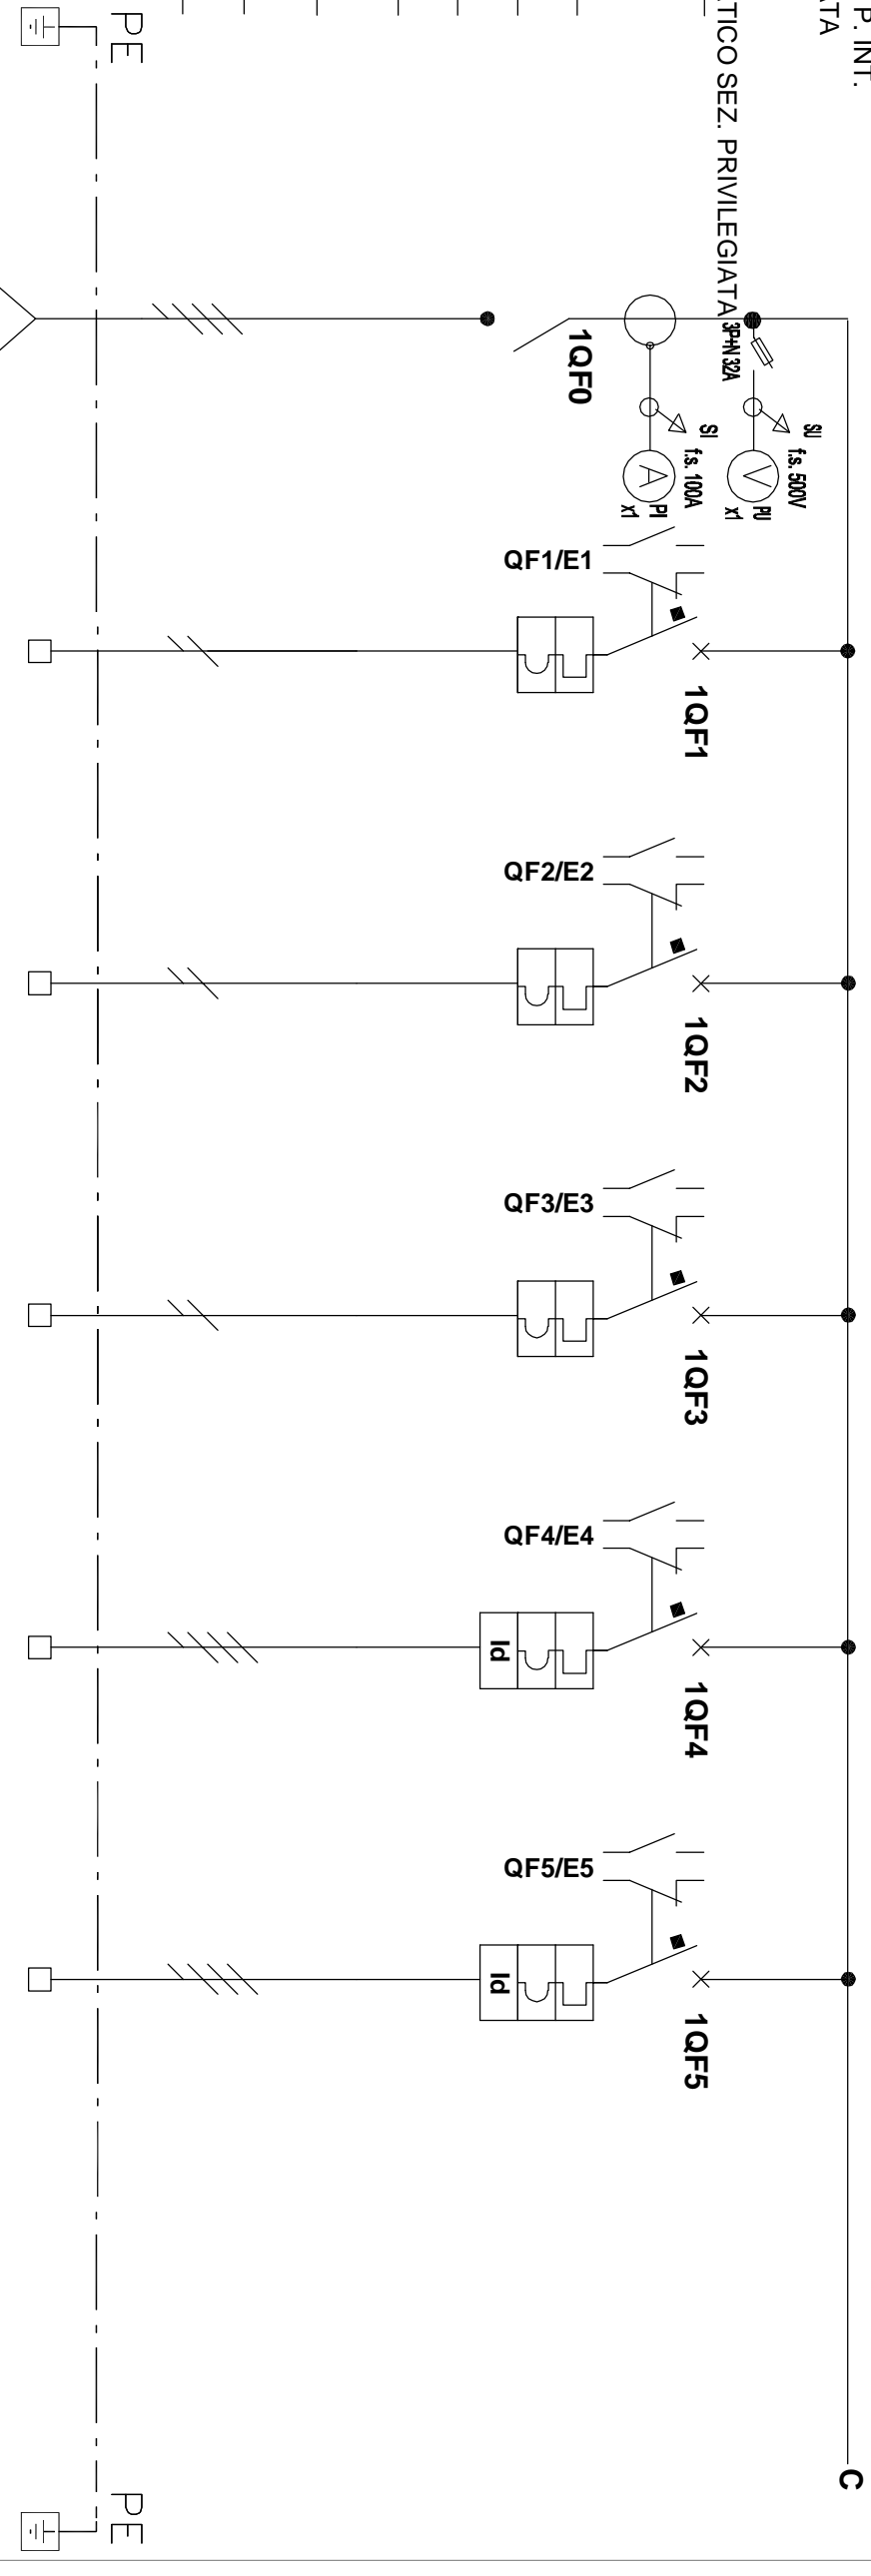 P. INT.
ATA
TICO SEZ. PRIVILEGIATA
PE
3P+N 32A
SU
f.s. 500V
V
PU
x1
SI
f.s. 100A
A
PI
x1
1QF0
QF1/E1
1QF1
QF2/E2
1QF2
QF3/E3
1QF3
QF4/E4
1QF4
Id
QF5/E5
1QF5
Id
C
PE